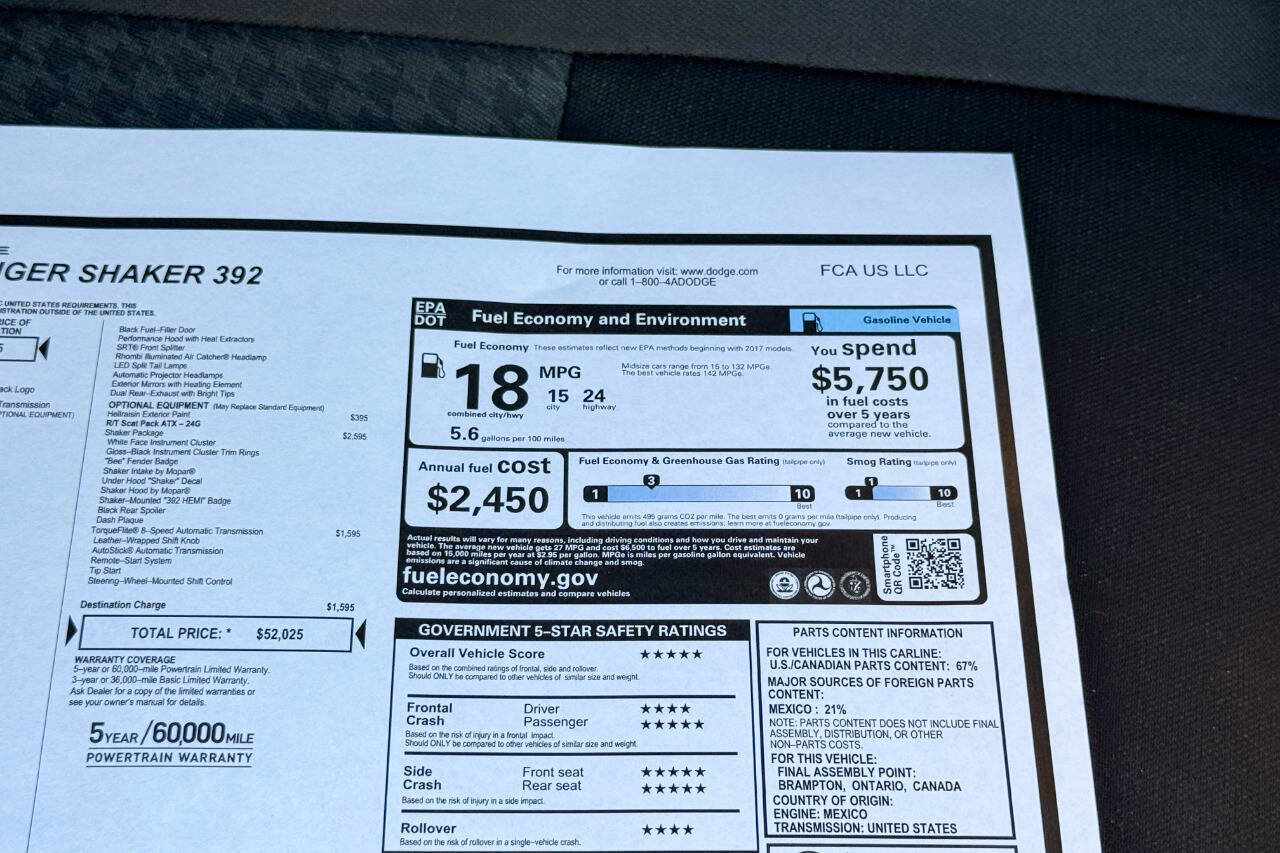 NGER SHAKER 392
UNITED STATES REQUIREMENTS. THIS
ISTRATION OUTSIDE OF THE UNITED STATES.
ICE OF
TION
5
ack Logo
Transmission
TIONAL EQUIPMENT)
Black Fuel–Filler Door
Performance Hood with Heat Extractors
SRT® Front Splitter
Rhombi Illuminated Air Catcher® Headlamp
LED Split Tail Lamps
Automatic Projector Headlamps
Exterior Mirrors with Heating Element
Dual Rear–Exhaust with Bright Tips
OPTIONAL EQUIPMENT (May Replace Standard Equipment)
Hellraisin Exterior Paint $395
R/T Scat Pack ATX – 24G
Shaker Package $2,595
White Face Instrument Cluster
Gloss–Black Instrument Cluster Trim Rings
"Bee" Fender Badge
Shaker Intake by Mopar®
Under Hood "Shaker" Decal
Shaker Hood by Mopar®
Shaker–Mounted "392 HEMI" Badge
Black Rear Spoiler
Dash Plaque
TorqueFlite® 8–Speed Automatic Transmission $1,595
Leather–Wrapped Shift Knob
AutoStick® Automatic Transmission
Remote–Start System
Tip Start
Steering–Wheel–Mounted Shift Control
Destination Charge $1,595
TOTAL PRICE: * $52,025
WARRANTY COVERAGE
5–year or 60,000–mile Powertrain Limited Warranty.
3–year or 36,000–mile Basic Limited Warranty.
Ask Dealer for a copy of the limited warranties or
see your owner's manual for details.
5YEAR/60,000MILE
POWERTRAIN WARRANTY
For more information visit: www.dodge.com
or call 1–800–4ADODGE
FCA US LLC
EPA
DOT
Fuel Economy and Environment
Gasoline Vehicle
Fuel Economy These estimates reflect new EPA methods beginning with 2017 models.
18 MPG
15 24
city highway
combined city/hwy
5.6 gallons per 100 miles
Midsize cars range from 15 to 132 MPGe.
The best vehicle rates 142 MPGe.
You spend
$5,750
in fuel costs
over 5 years
compared to the
average new vehicle.
Annual fuel cost
$2,450
Fuel Economy & Greenhouse Gas Rating (tailpipe only)
3
1 10
Best
Smog Rating (tailpipe only)
1
1 10
Best
This vehicle emits 495 grams CO2 per mile. The best emits 0 grams per mile (tailpipe only). Producing
and distributing fuel also creates emissions; learn more at fueleconomy.gov.
Actual results will vary for many reasons, including driving conditions and how you drive and maintain your
vehicle. The average new vehicle gets 27 MPG and cost $6,500 to fuel over 5 years. Cost estimates are
based on 15,000 miles per year at $2.95 per gallon. MPGe is miles per gasoline gallon equivalent. Vehicle
emissions are a significant cause of climate change and smog.
fueleconomy.gov
Calculate personalized estimates and compare vehicles
Smartphone
QR Code™
GOVERNMENT 5–STAR SAFETY RATINGS
Overall Vehicle Score ★★★★★
Based on the combined ratings of frontal, side and rollover.
Should ONLY be compared to other vehicles of similar size and weight.
Frontal Driver ★★★★
Crash Passenger ★★★★★
Based on the risk of injury in a frontal impact.
Should ONLY be compared to other vehicles of similar size and weight.
Side Front seat ★★★★★
Crash Rear seat ★★★★★
Based on the risk of injury in a side impact.
Rollover ★★★★
Based on the risk of rollover in a single–vehicle crash.
PARTS CONTENT INFORMATION
FOR VEHICLES IN THIS CARLINE:
U.S./CANADIAN PARTS CONTENT: 67%
MAJOR SOURCES OF FOREIGN PARTS
CONTENT:
MEXICO : 21%
NOTE: PARTS CONTENT DOES NOT INCLUDE FINAL
ASSEMBLY, DISTRIBUTION, OR OTHER
NON–PARTS COSTS.
FOR THIS VEHICLE:
FINAL ASSEMBLY POINT:
BRAMPTON, ONTARIO, CANADA
COUNTRY OF ORIGIN:
ENGINE: MEXICO
TRANSMISSION: UNITED STATES